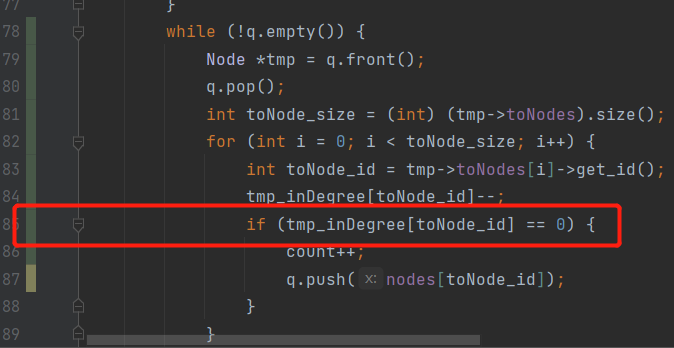 77 }
78 while (!q.empty()) {
79 Node *tmp = q.front();
80 q.pop();
81 int toNode_size = (int) (tmp->toNodes).size();
82 for (int i = 0; i < toNode_size; i++) {
83 int toNode_id = tmp->toNodes[i]->get_id();
84 tmp_inDegree[toNode_id]--;
85 if (tmp_inDegree[toNode_id] == 0) {
86 count++;
87 q.push( x: nodes[toNode_id]);
88 }
89 }